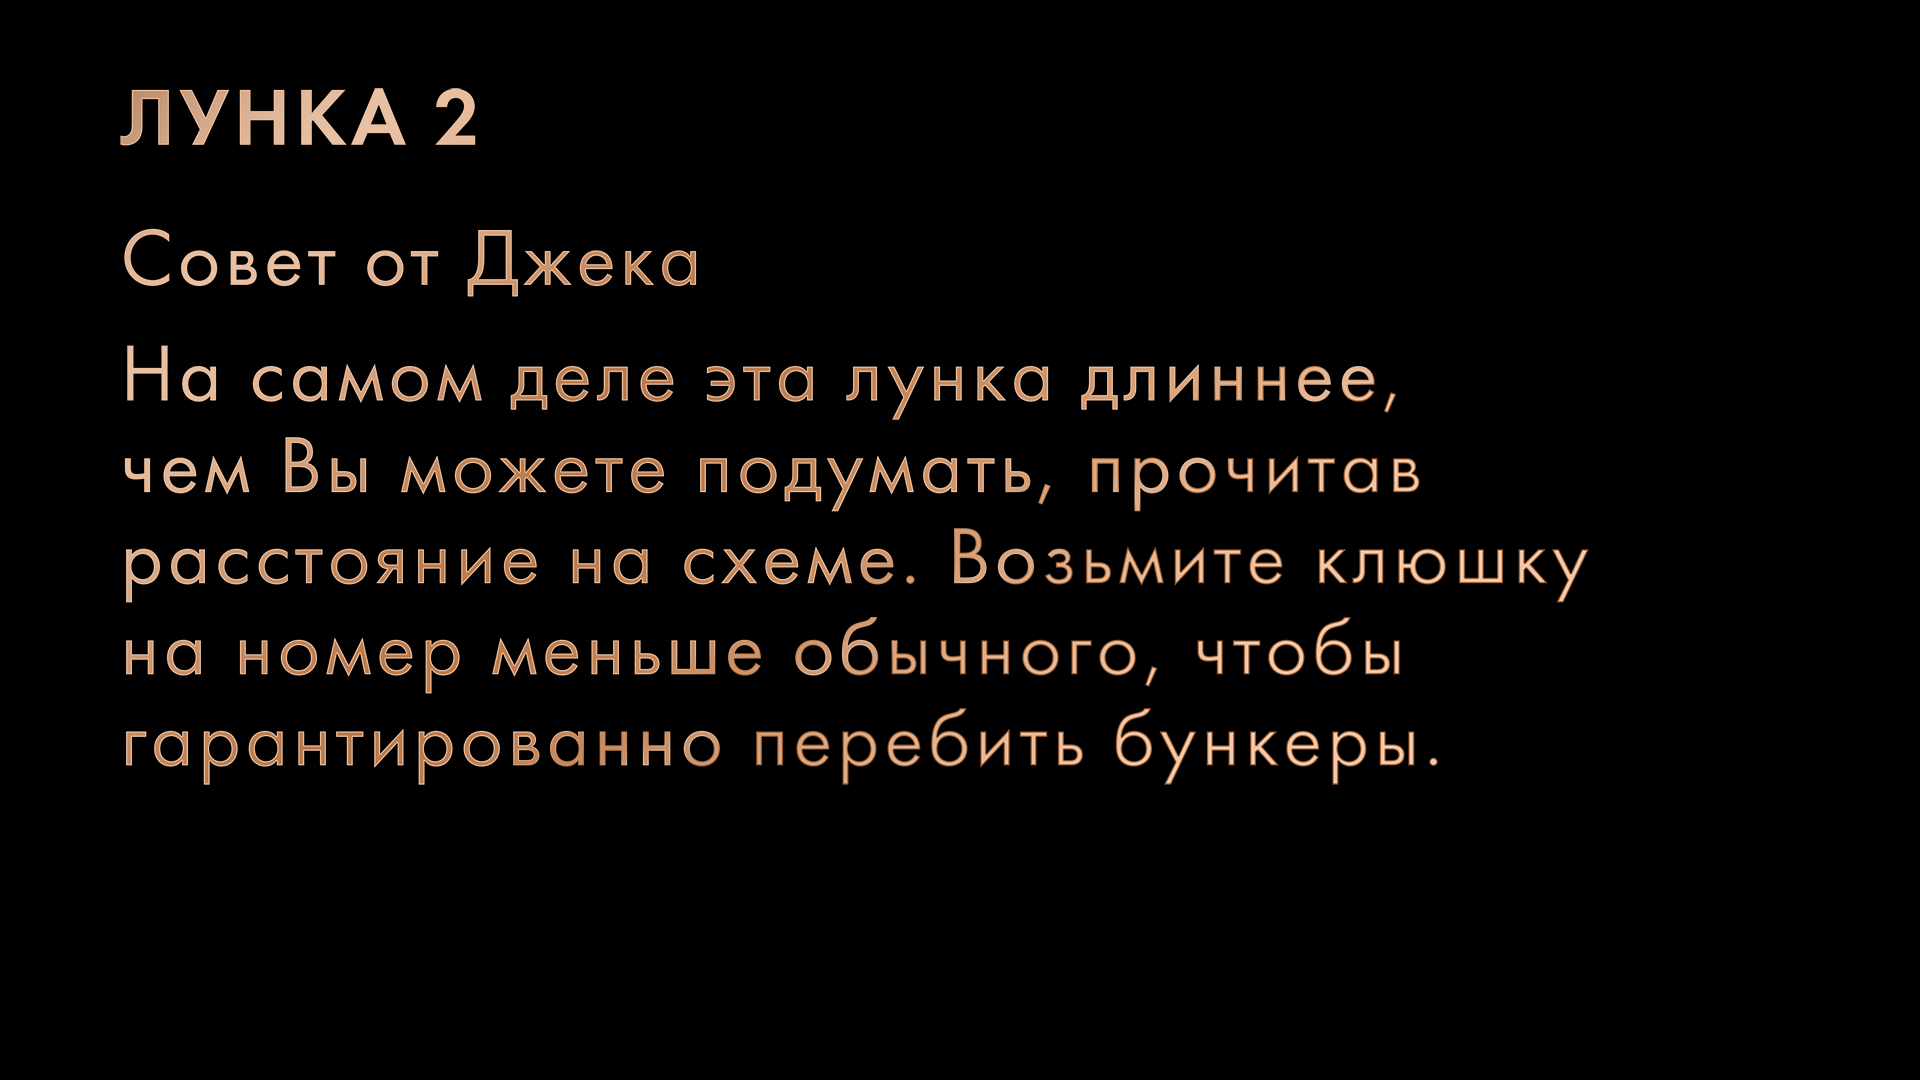 ЛУНКА 2
Совет от Джека
На самом деле эта лунка длиннее,
чем Вы можете подумать, прочитав
расстояние на схеме. Возьмите клюшку
на номер меньше обычного, чтобы
гарантированно перебить бункеры.